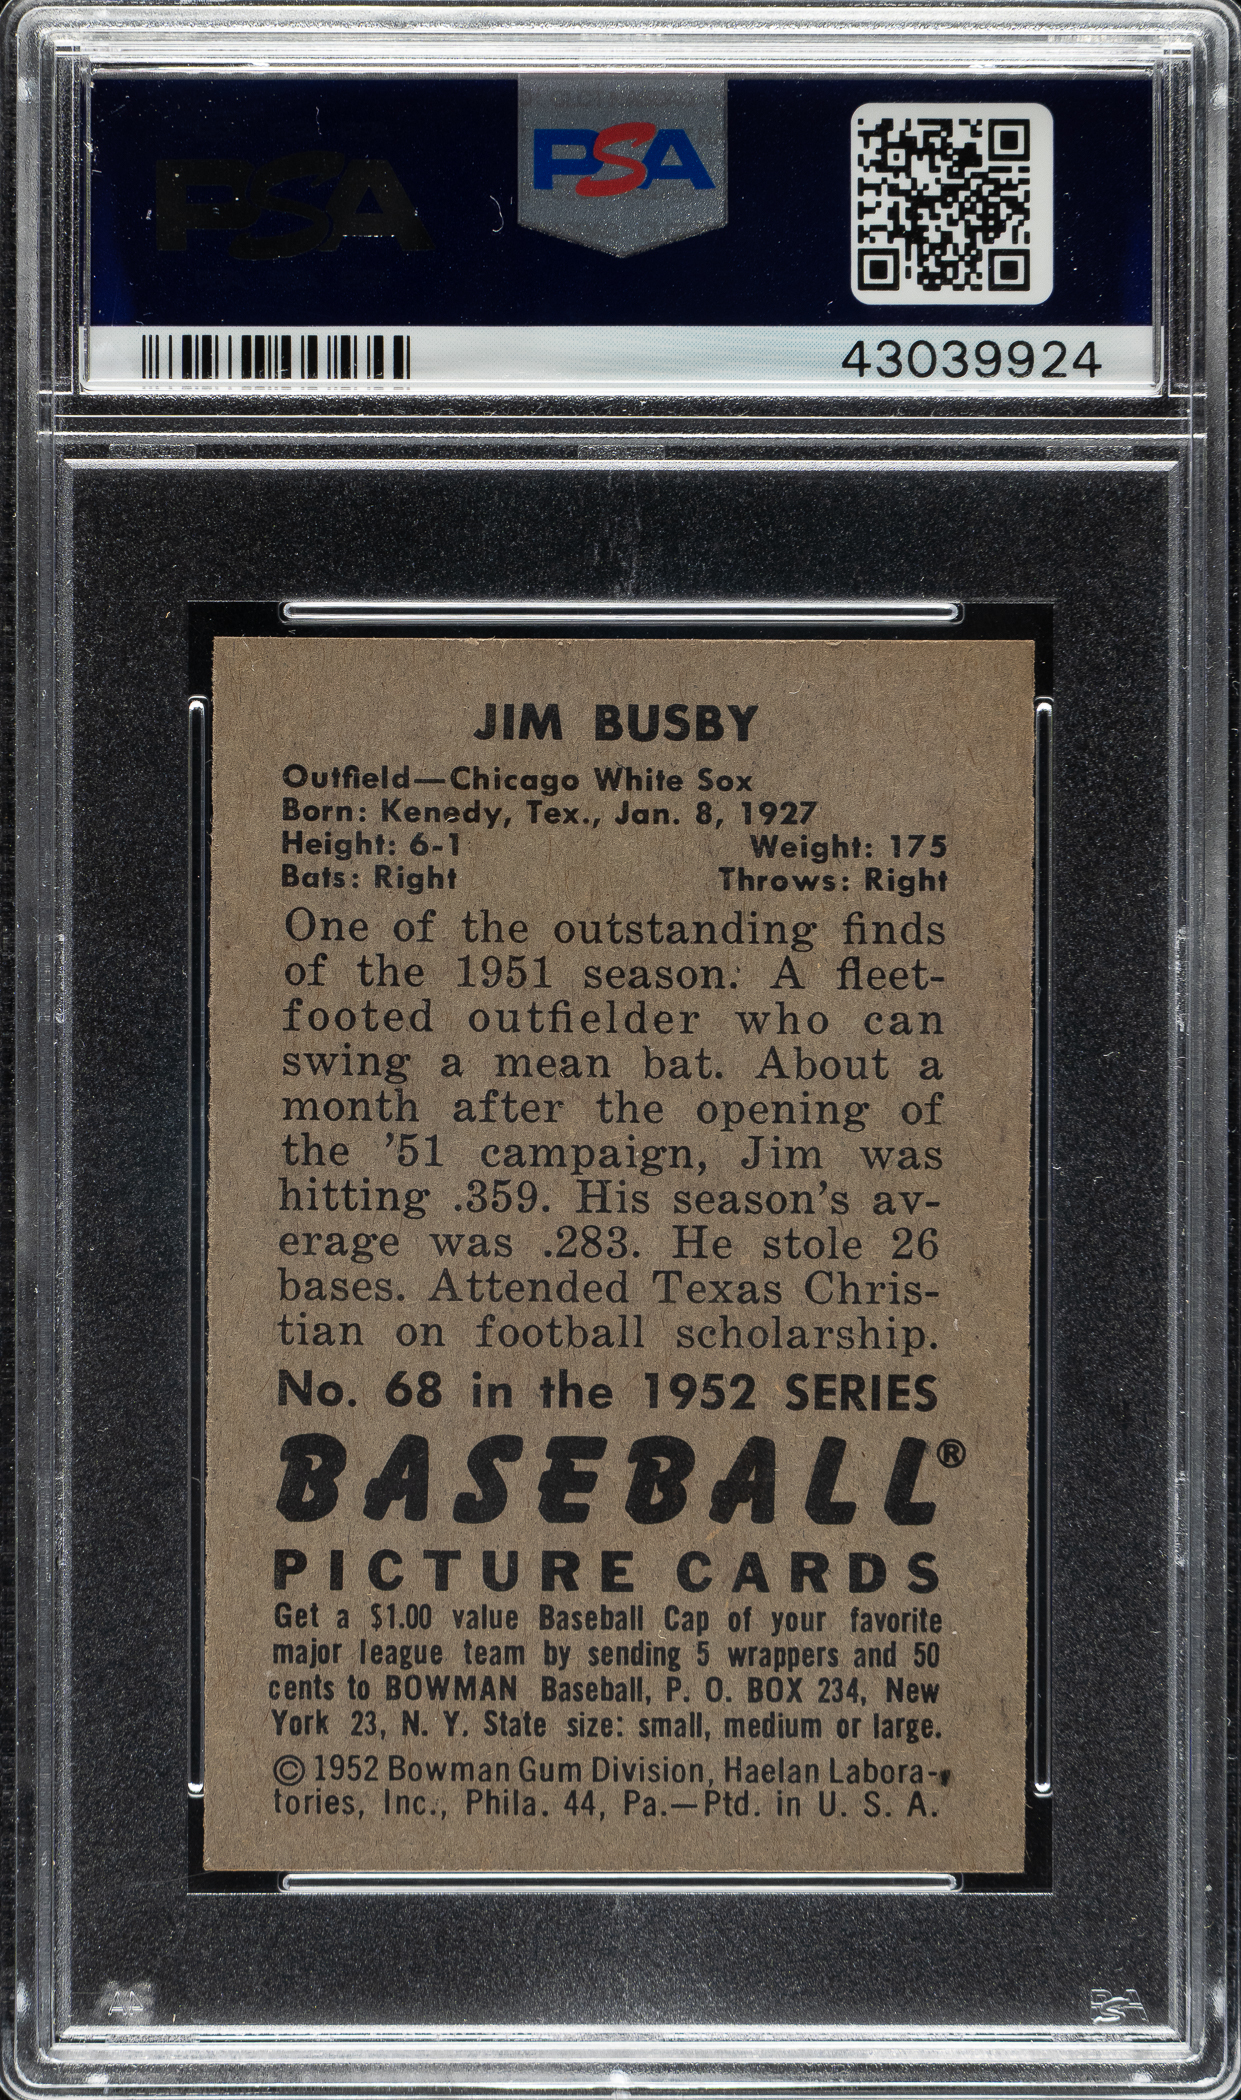 PSA
PSA
43039924
JIM BUSBY
Outfield—Chicago White Sox
Born: Kenedy, Tex., Jan. 8, 1927
Height: 6-1 Weight: 175
Bats: Right Throws: Right
One of the outstanding finds
of the 1951 season. A fleet-
footed outfielder who can
swing a mean bat. About a
month after the opening of
the '51 campaign, Jim was
hitting .359. His season's av-
erage was .283. He stole 26
bases. Attended Texas Chris-
tian on football scholarship.
No. 68 in the 1952 SERIES
BASEBALL®
PICTURE CARDS
Get a $1.00 value Baseball Cap of your favorite
major league team by sending 5 wrappers and 50
cents to BOWMAN Baseball, P. O. BOX 234, New
York 23, N. Y. State size: small, medium or large.
© 1952 Bowman Gum Division, Haelan Labora-
tories, Inc., Phila. 44, Pa.—Ptd. in U. S. A.
PSA